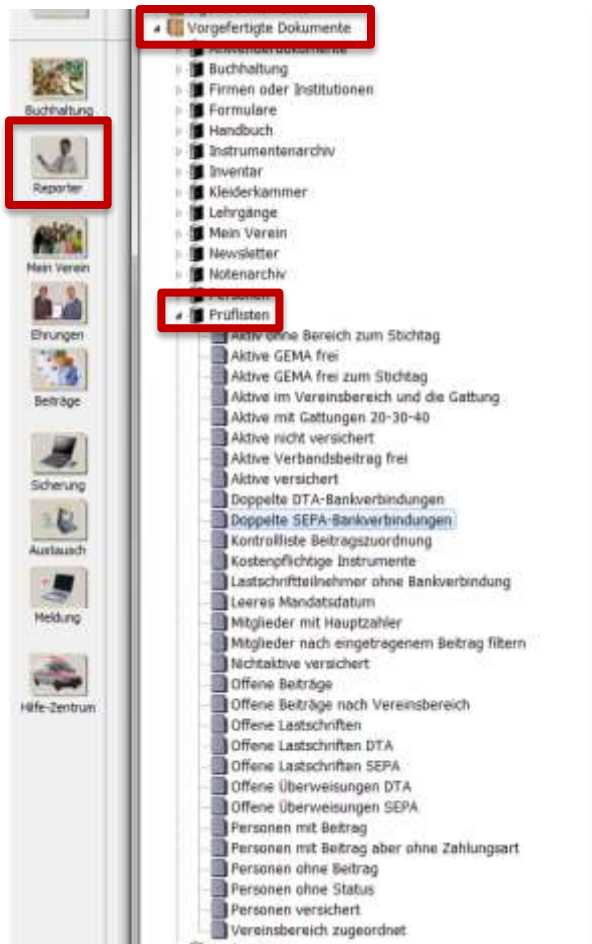 Buchhaltung
Reporter
Mein Verein
Ehrungen
Beiträge
Sicherung
Austausch
Meldung
Hilfe-Zentrum
Vorgefertigte Dokumente
Anwenderdokumente
Buchhaltung
Firmen oder Institutionen
Formulare
Handbuch
Instrumentenarchiv
Inventar
Kleiderkammer
Lehrgänge
Mein Verein
Newsletter
Notenarchiv
Personen
Prüflisten
Aktiv ohne Bereich zum Stichtag
Aktive GEMA frei
Aktive GEMA frei zum Stichtag
Aktive im Vereinsbereich und die Gattung
Aktive mit Gattungen 20-30-40
Aktive nicht versichert
Aktive Verbandsbeitrag frei
Aktive versichert
Doppelte DTA-Bankverbindungen
Doppelte SEPA-Bankverbindungen
Kontrollliste Beitragszuordnung
Kostenpflichtige Instrumente
Lastschriftteilnehmer ohne Bankverbindung
Leeres Mandatsdatum
Mitglieder mit Hauptzahler
Mitglieder nach eingetragenem Beitrag filtern
Nichtaktive versichert
Offene Beiträge
Offene Beiträge nach Vereinsbereich
Offene Lastschriften
Offene Lastschriften DTA
Offene Lastschriften SEPA
Offene Überweisungen DTA
Offene Überweisungen SEPA
Personen mit Beitrag
Personen mit Beitrag aber ohne Zahlungsart
Personen ohne Beitrag
Personen ohne Status
Personen versichert
Vereinsbereich zugeordnet